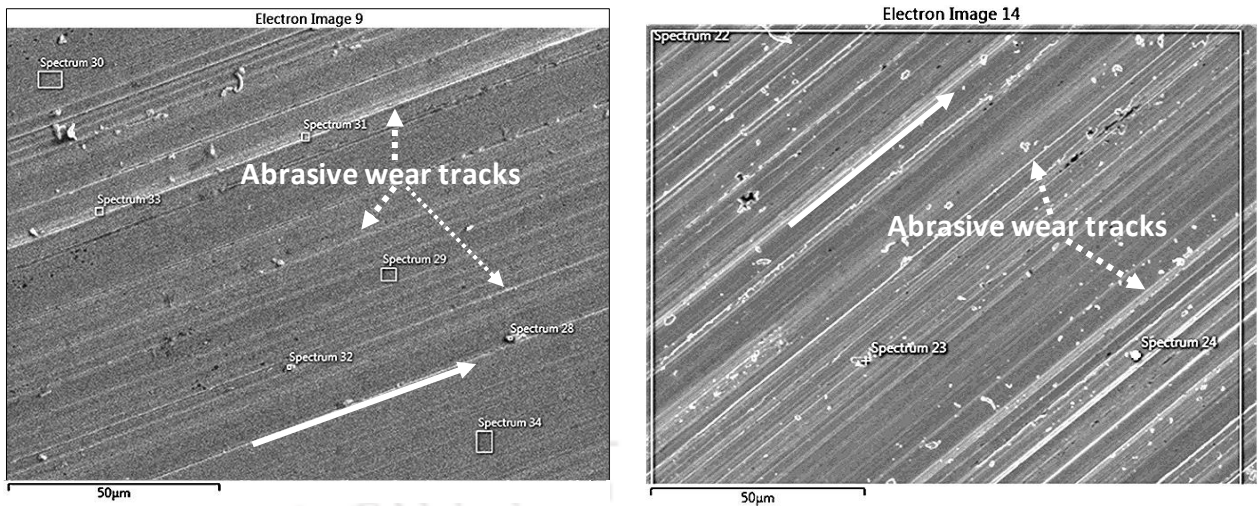 Electron Image 9
Spectrum 30
Spectrum 31
Abrasive wear tracks
Spectrum 33
Spectrum 29
Spectrum 28
Spectrum 32
Spectrum 34
50µm
Electron Image 14
Spectrum 22
Abrasive wear tracks
Spectrum 23
Spectrum 24
50µm